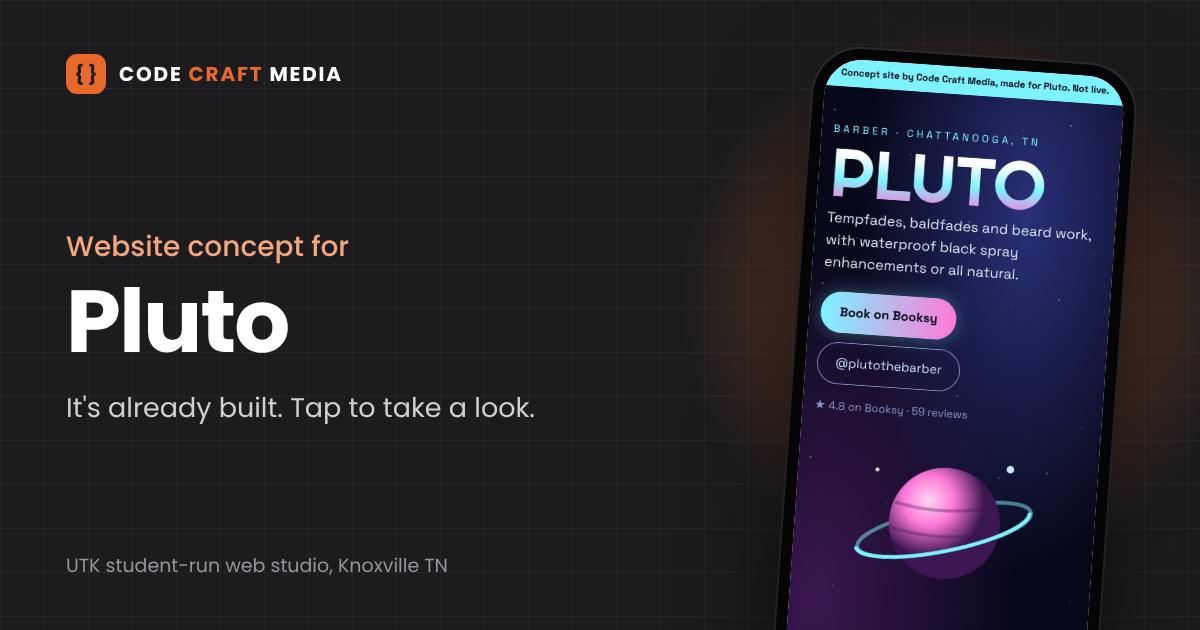 { } CODE CRAFT MEDIA
Website concept for
Pluto
It's already built. Tap to take a look.
UTK student-run web studio, Knoxville TN
Concept site by Code Craft Media, made for Pluto. Not live.
BARBER · CHATTANOOGA, TN
PLUTO
Tempfades, baldfades and beard work,
with waterproof black spray
enhancements or all natural.
Book on Booksy
@plutothebarber
★ 4.8 on Booksy · 59 reviews